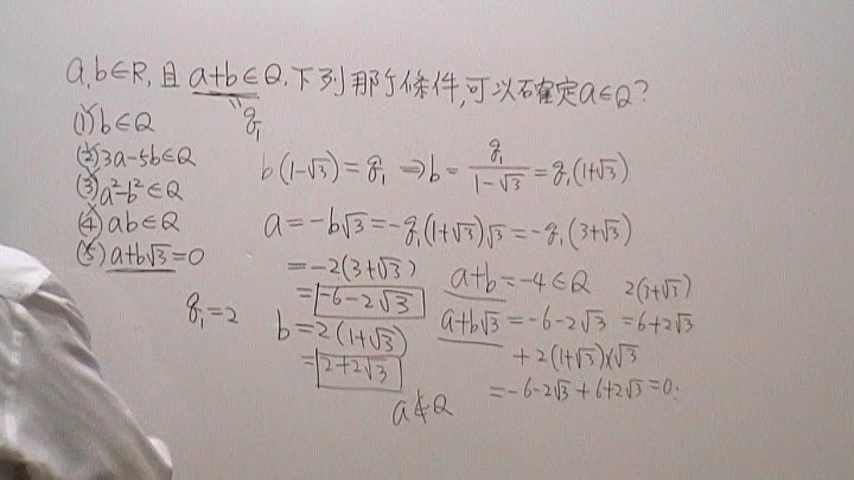 a,b∈R, 且 a+b∈Q. 下列那个條件, 可以確定a∈Q?
q₁
(1) b∈Q
(2) 3a-5b∈Q
(3) a²-b²∈Q
(4) ab∈Q
(5) a+b√3=0
b(1-√3)=q₁ ⇒ b=q₁/(1-√3)=q₁(1+√3)
a=-b√3=-q₁(1+√3)√3=-q₁(3+√3)
=-2(3+√3)
=-6-2√3
q₁=2
b=2(1+√3)
=2+2√3
a∉Q
a+b=-4∈Q
2(3+√3)
=6+2√3
a+b√3=-6-2√3
+2(1+√3)×√3
=-6-2√3+6+2√3=0.